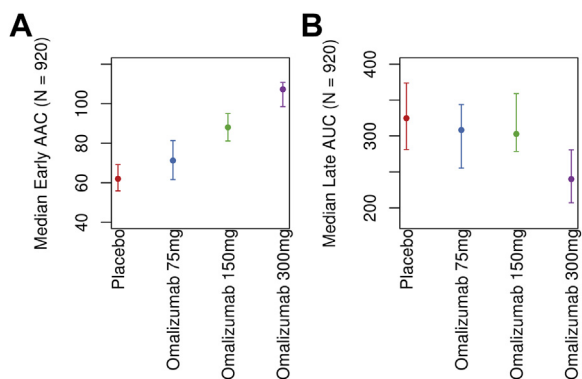 A
Median Early AAC (N = 920)
100
80
60
40
Placebo
Omalizumab 75mg
Omalizumab 150mg
Omalizumab 300mg
B
Median Late AUC (N = 920)
400
300
200
Placebo
Omalizumab 75mg
Omalizumab 150mg
Omalizumab 300mg